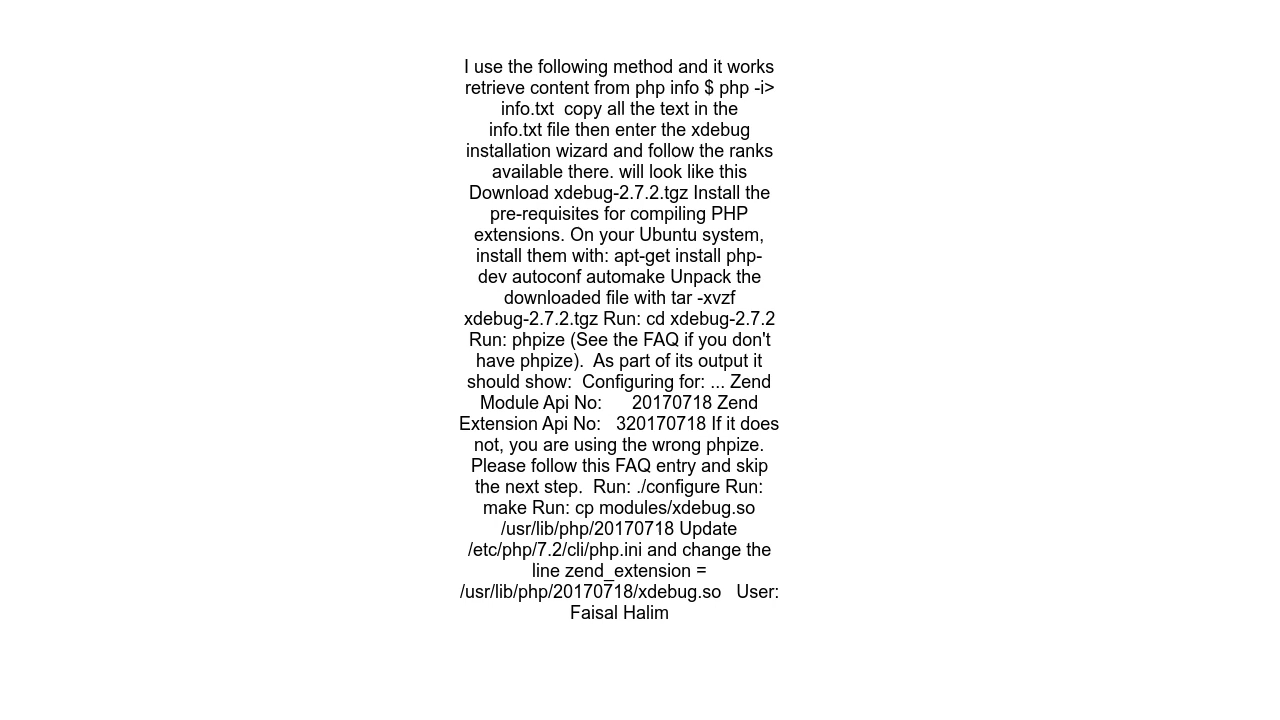 I use the following method and it works
retrieve content from php info $ php -i>
info.txt  copy all the text in the
info.txt file then enter the xdebug
installation wizard and follow the ranks
available there. will look like this
Download xdebug-2.7.2.tgz Install the
pre-requisites for compiling PHP
extensions. On your Ubuntu system,
install them with: apt-get install php-
dev autoconf automake Unpack the
downloaded file with tar -xvzf
xdebug-2.7.2.tgz Run: cd xdebug-2.7.2
Run: phpize (See the FAQ if you don't
have phpize).  As part of its output it
should show:  Configuring for: ... Zend
Module Api No:      20170718 Zend
Extension Api No:   320170718 If it does
not, you are using the wrong phpize.
Please follow this FAQ entry and skip
the next step.  Run: ./configure Run:
make Run: cp modules/xdebug.so
/usr/lib/php/20170718 Update
/etc/php/7.2/cli/php.ini and change the
line zend_extension =
/usr/lib/php/20170718/xdebug.so   User:
Faisal Halim